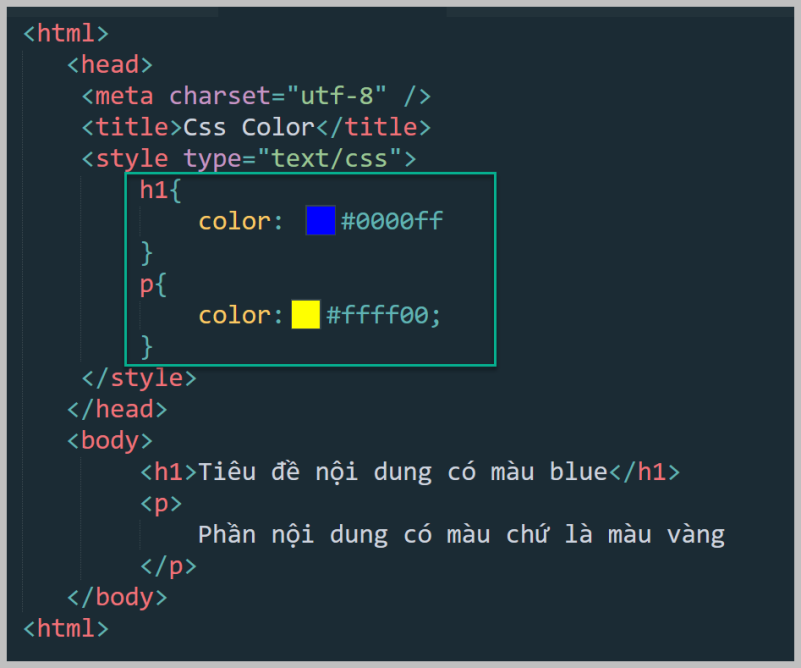 <html>
<head>
<meta charset="utf-8" />
<title>Css Color</title>
<style type="text/css">
h1{
color: #0000ff
}
p{
color: #ffff00;
}
</style>
</head>
<body>
<h1>Tiêu đề nội dung có màu blue</h1>
<p>
Phần nội dung có màu chứ là màu vàng
</p>
</body>
<html>